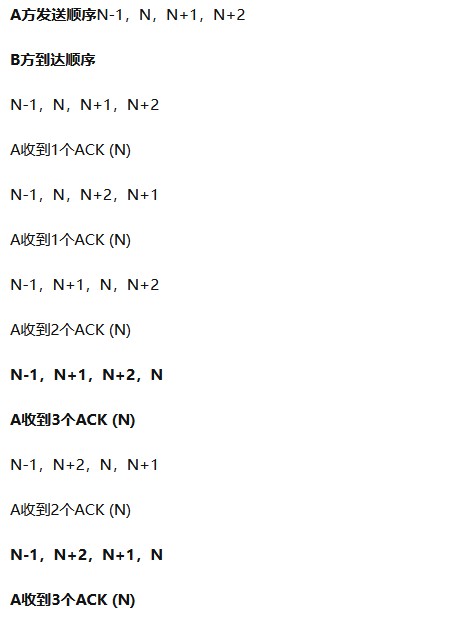 A方发送顺序N-1，N，N+1，N+2
B方到达顺序
N-1，N，N+1，N+2
A收到1个ACK (N)
N-1，N，N+2，N+1
A收到1个ACK (N)
N-1，N+1，N，N+2
A收到2个ACK (N)
N-1，N+1，N+2，N
A收到3个ACK (N)
N-1，N+2，N，N+1
A收到2个ACK (N)
N-1，N+2，N+1，N
A收到3个ACK (N)